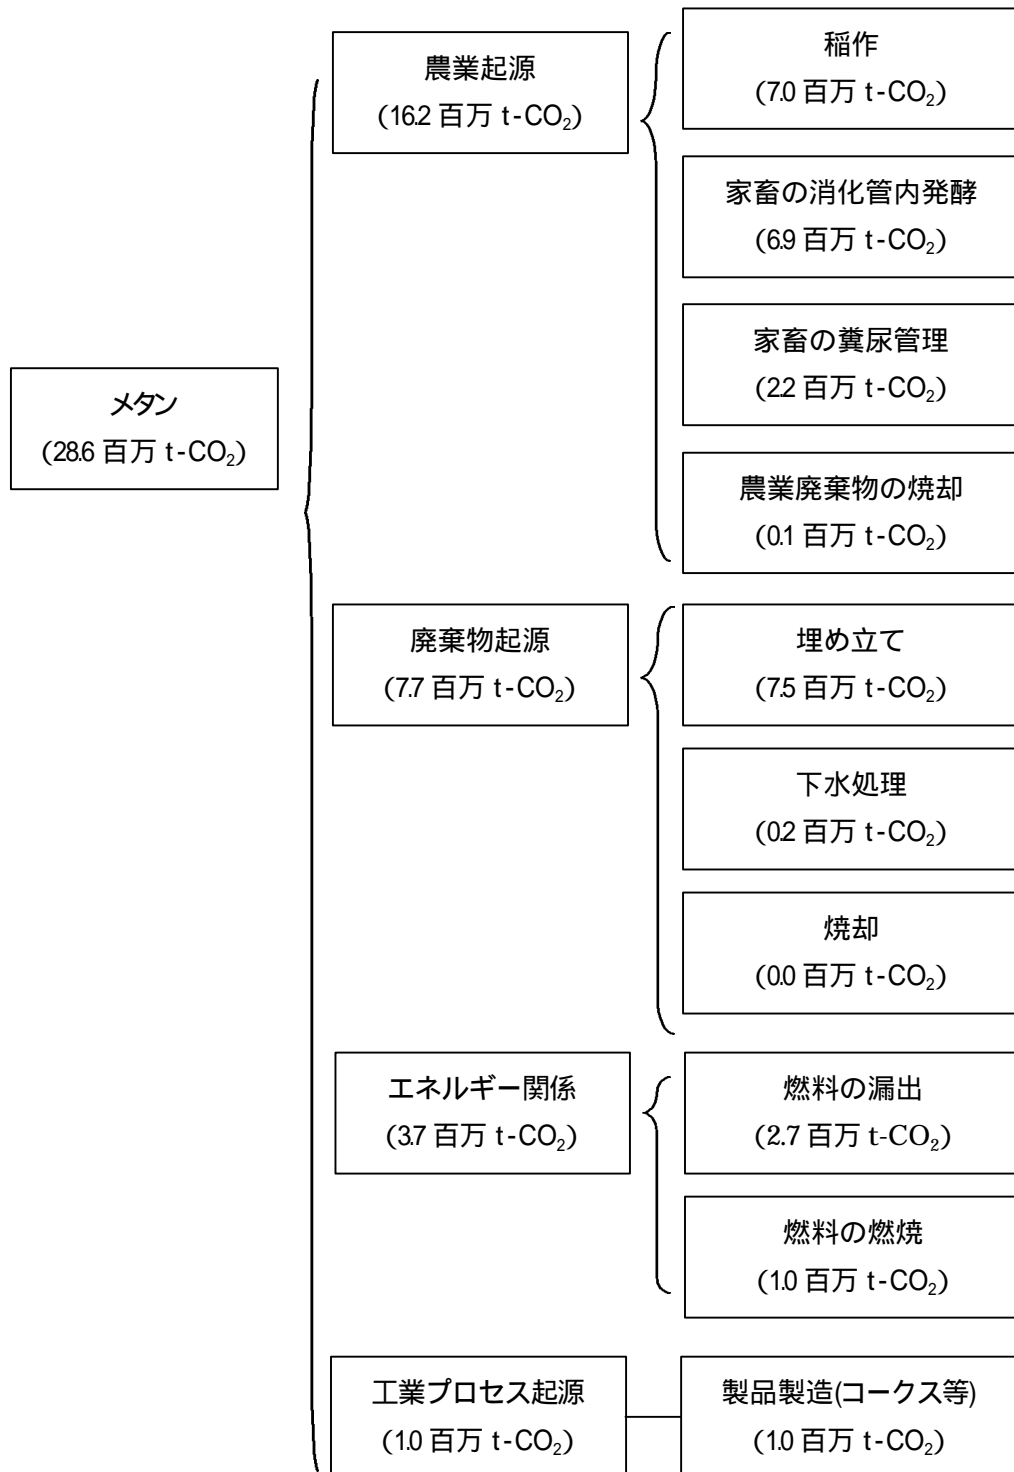 農業起源
(16.2 百万 t-CO₂)
稲作
(7.0 百万 t-CO₂)
家畜の消化管内発酵
(6.9 百万 t-CO₂)
家畜の糞尿管理
(2.2 百万 t-CO₂)
メタン
(28.6 百万 t-CO₂)
農業廃棄物の焼却
(0.1 百万 t-CO₂)
廃棄物起源
(7.7 百万 t-CO₂)
埋め立て
(7.5 百万 t-CO₂)
下水処理
(0.2 百万 t-CO₂)
焼却
(0.0 百万 t-CO₂)
エネルギー関係
(3.7 百万 t-CO₂)
燃料の漏出
(2.7 百万 t-CO₂)
燃料の燃焼
(1.0 百万 t-CO₂)
工業プロセス起源
(1.0 百万 t-CO₂)
製品製造(コークス等)
(1.0 百万 t-CO₂)